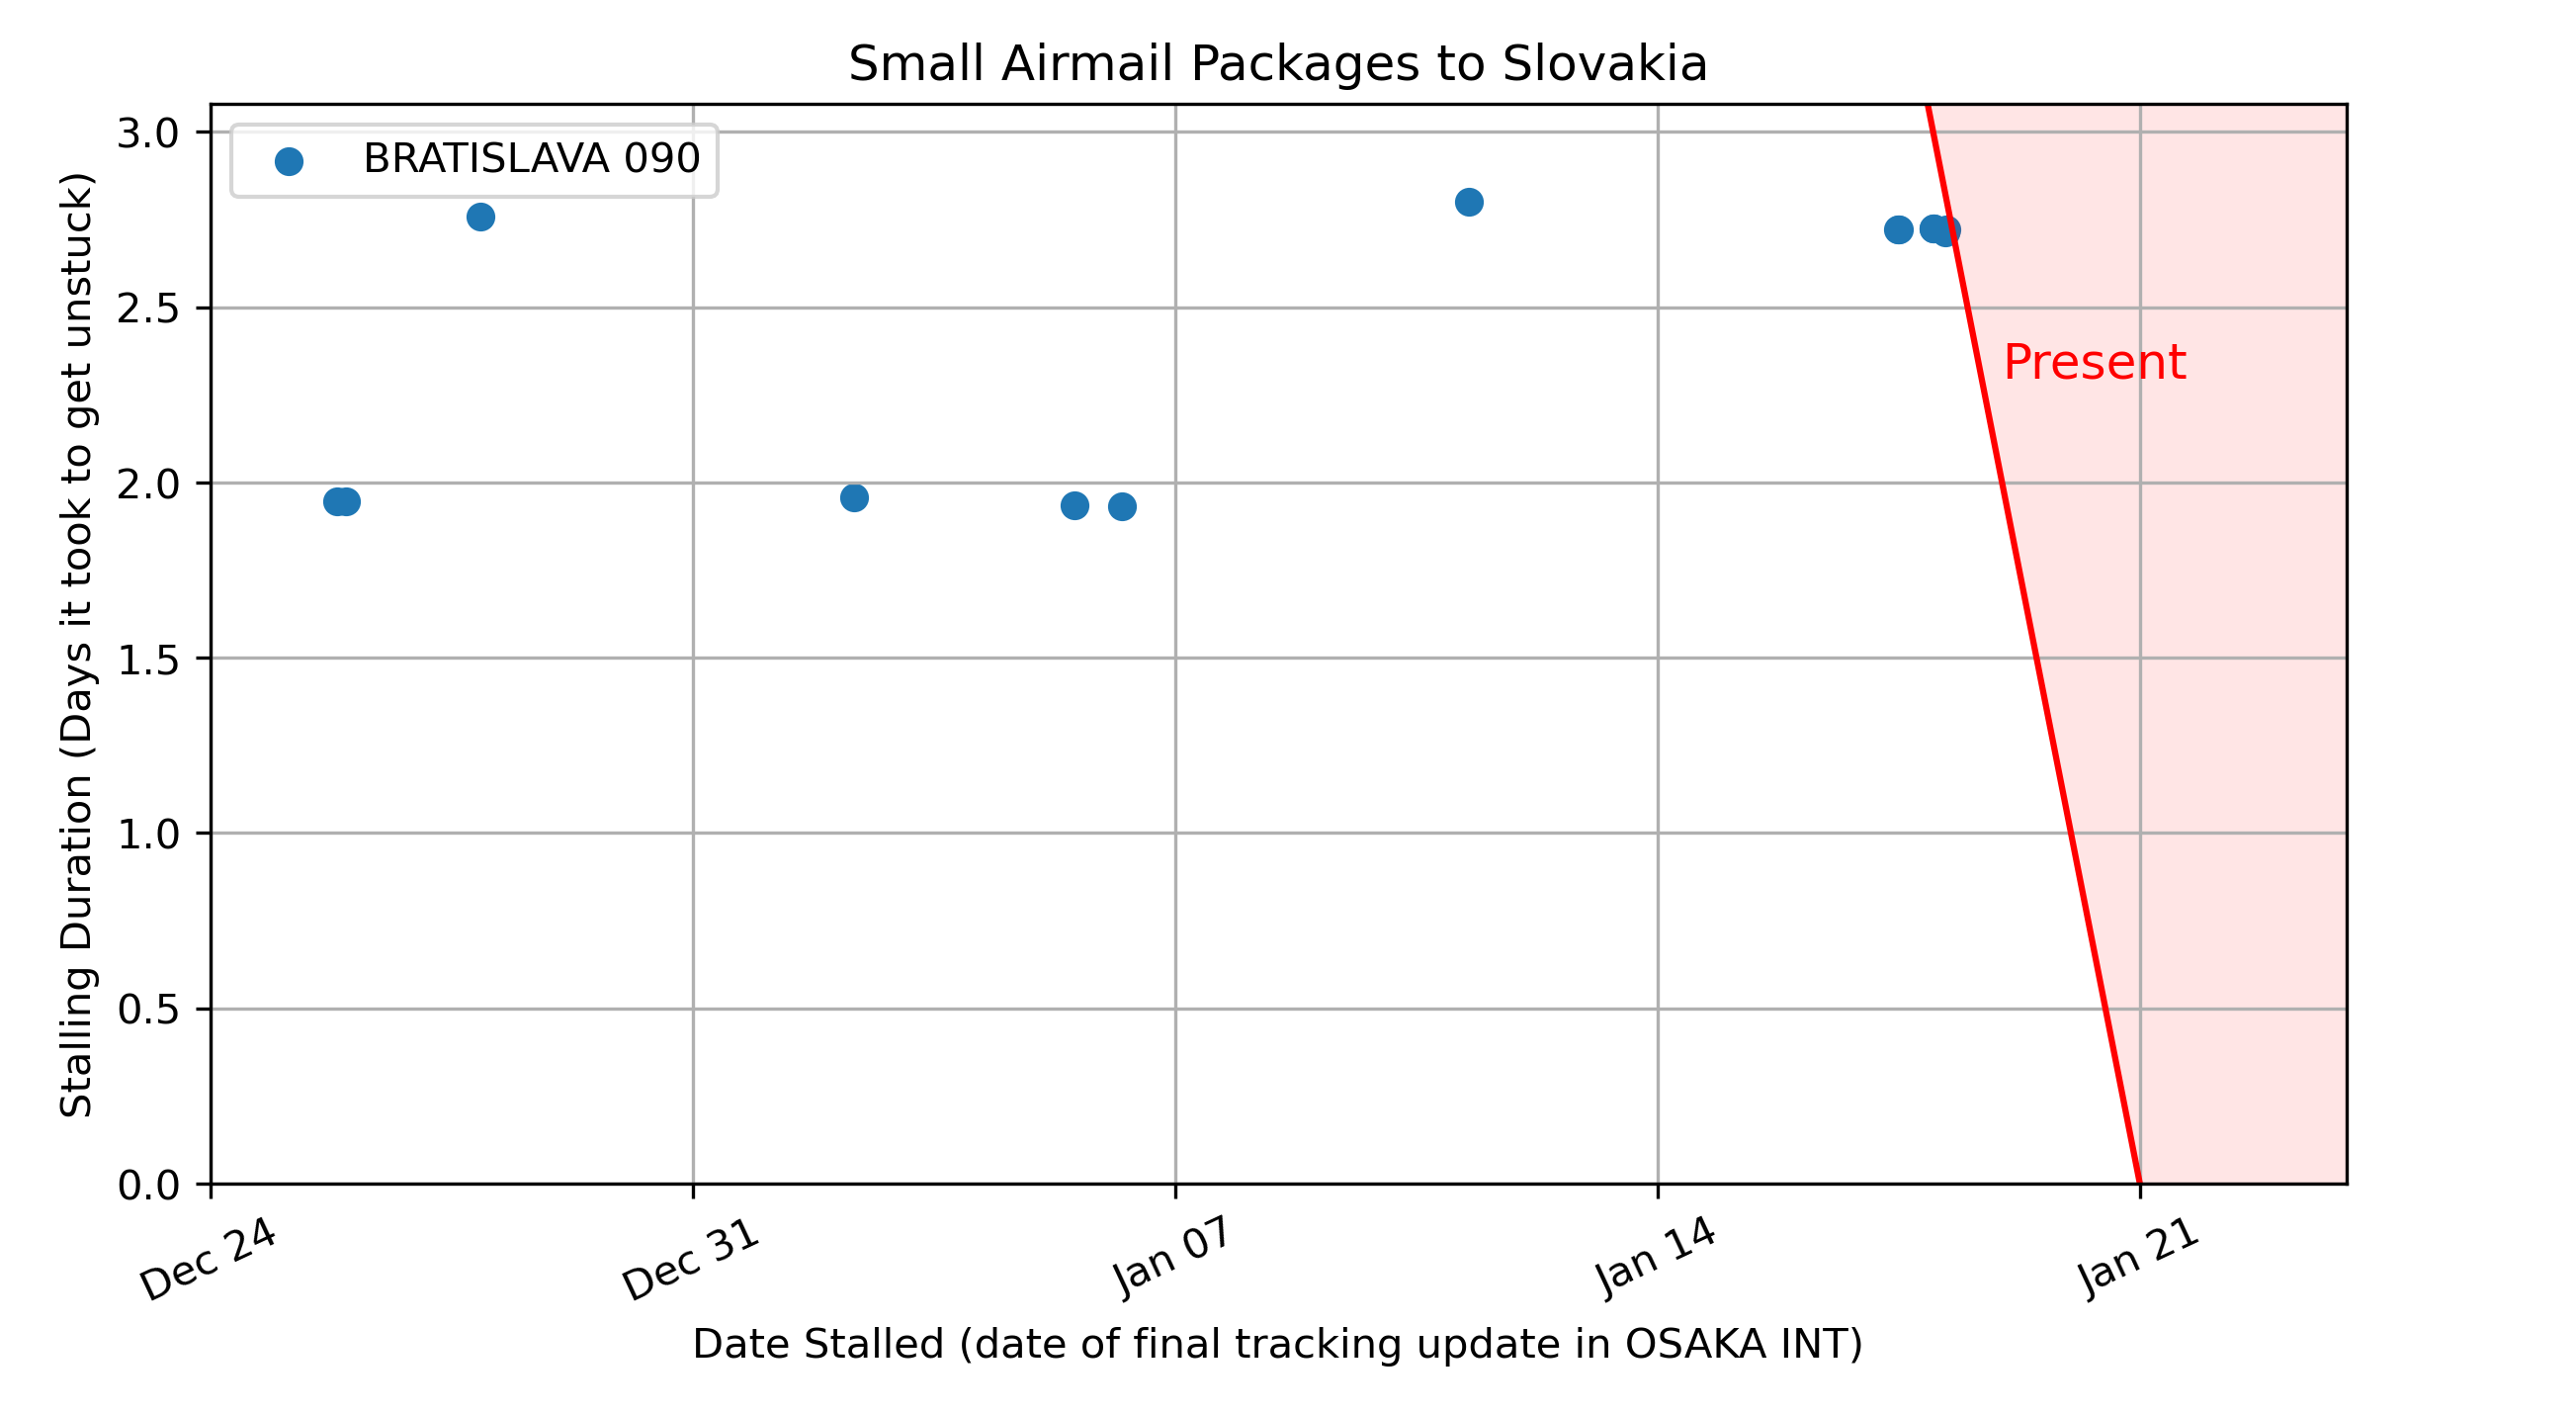 Small Airmail Packages to Slovakia
BRATISLAVA 090
3.0
2.5
2.0
1.5
1.0
0.5
0.0
Stalling Duration (Days it took to get unstuck)
Present
Dec 24
Dec 31
Jan 07
Jan 14
Jan 21
Date Stalled (date of final tracking update in OSAKA INT)